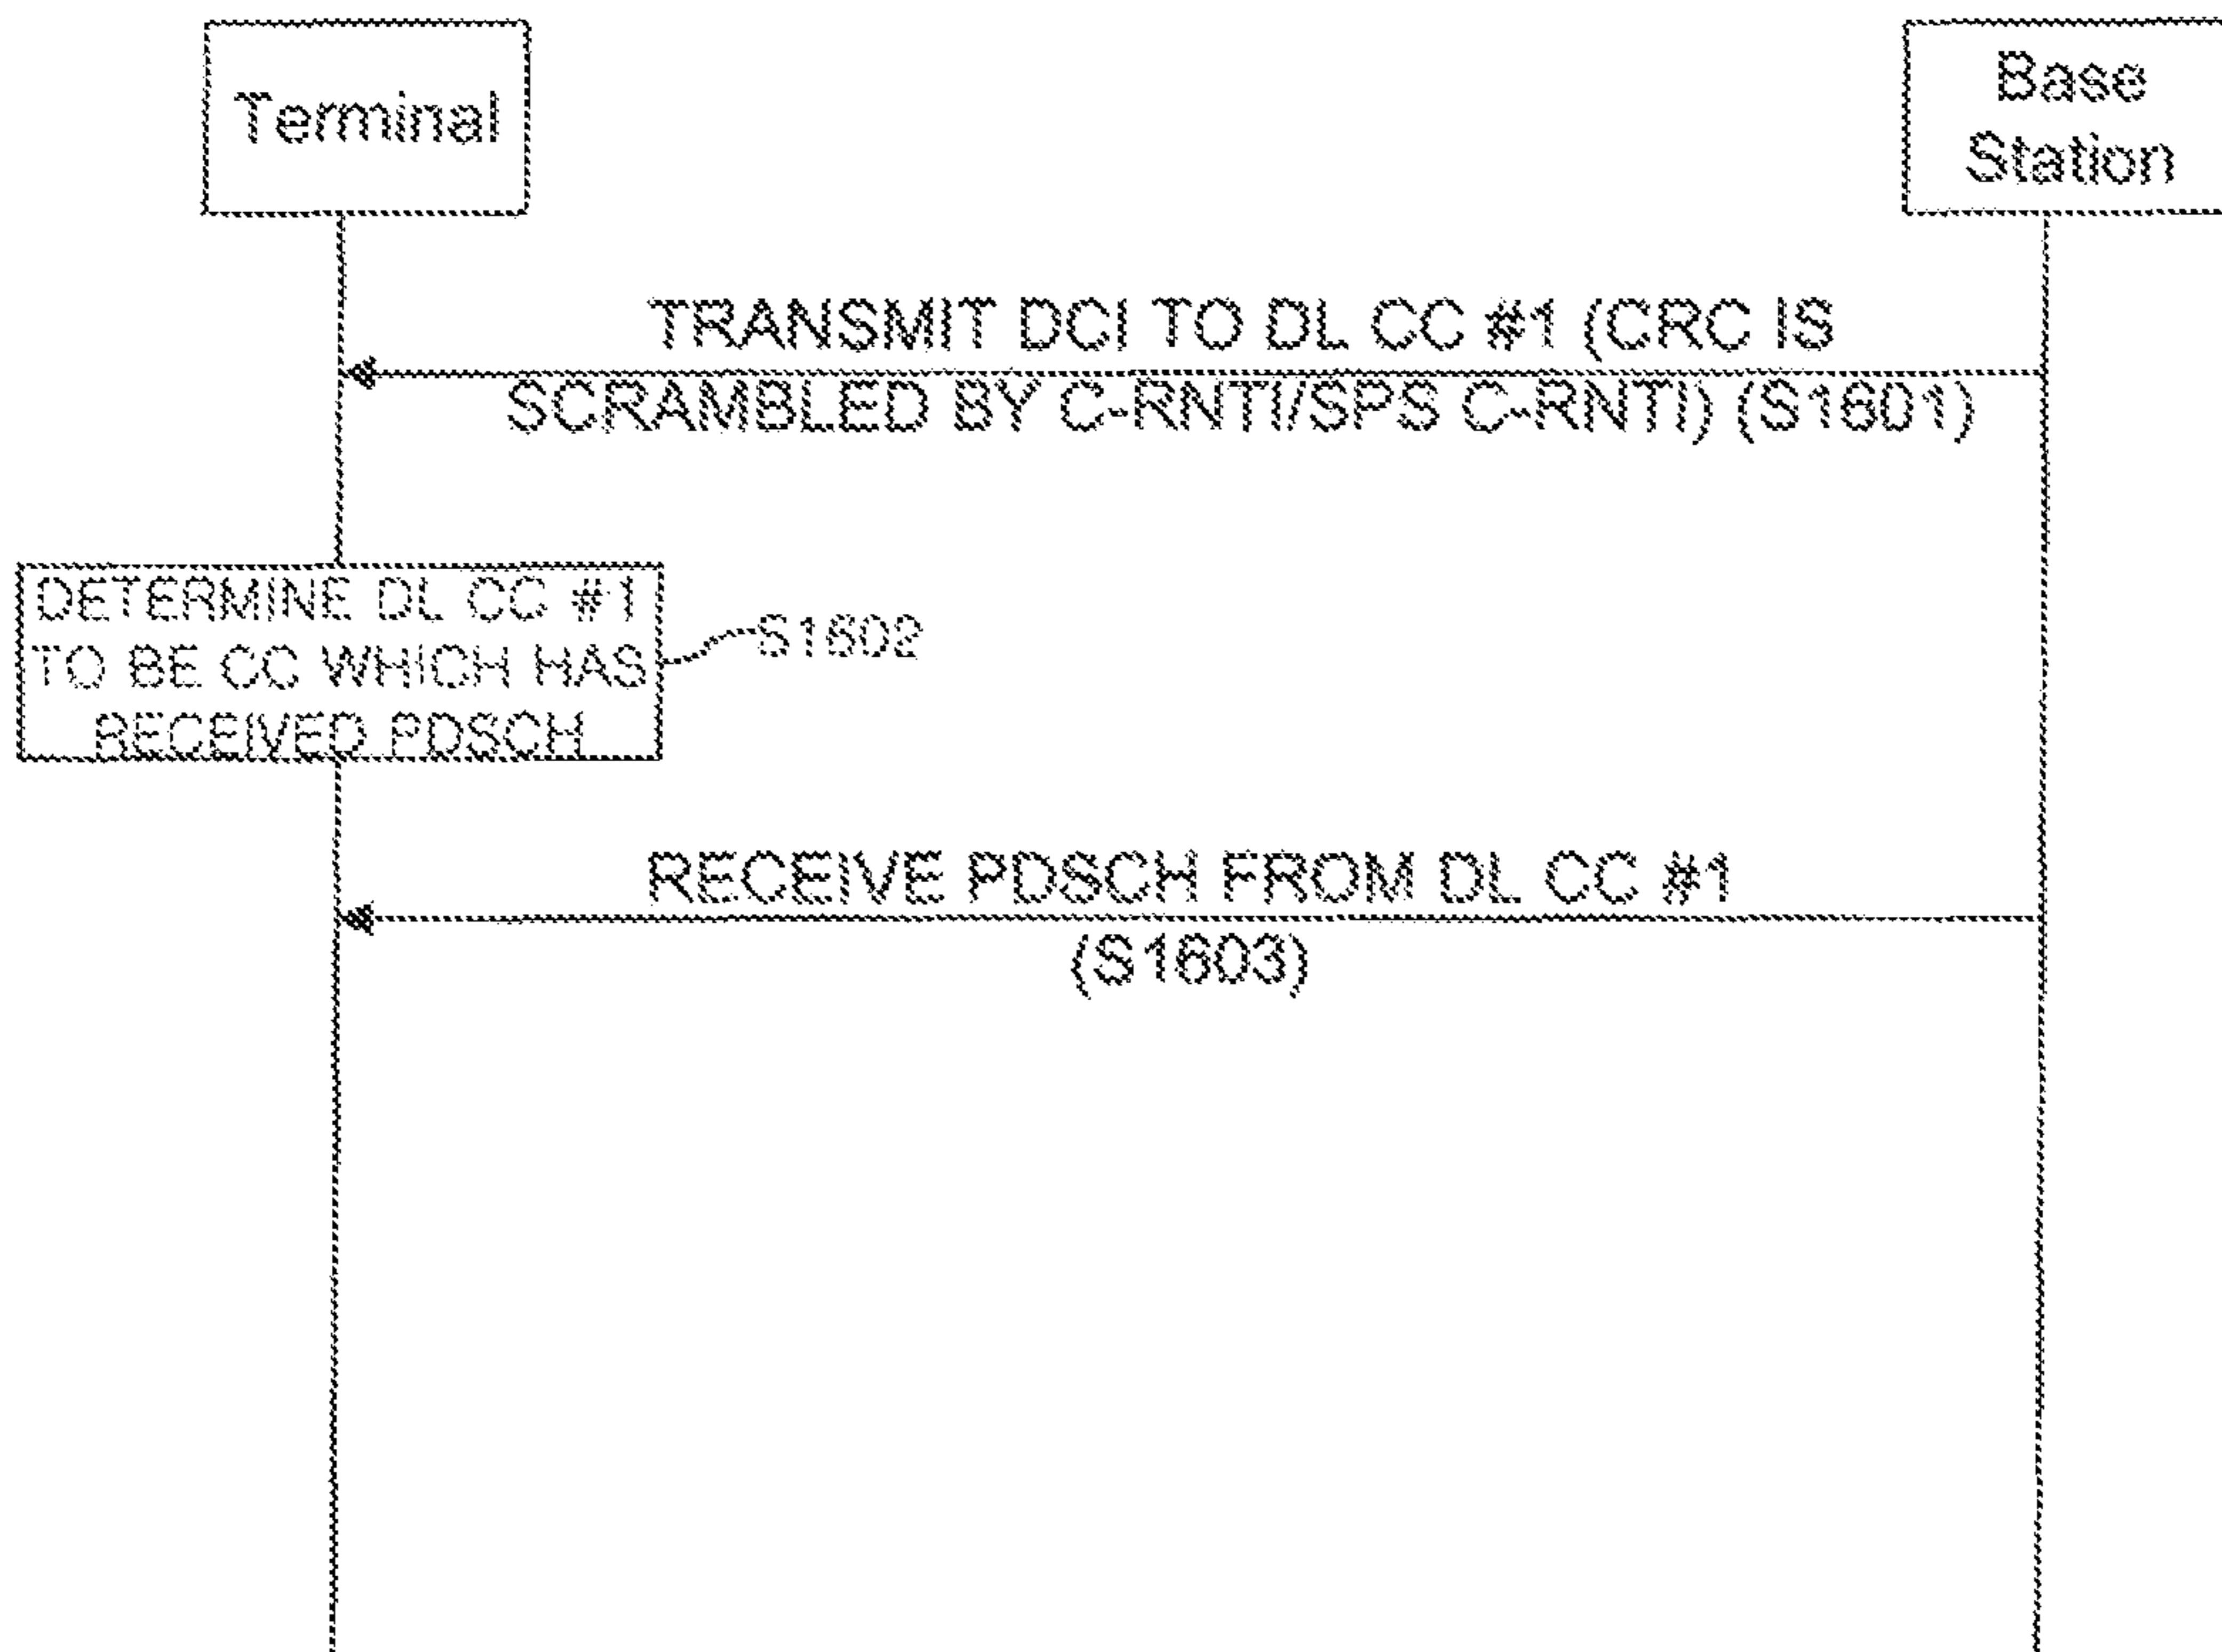 Terminal
Base
Station
TRANSMIT DCI TO DL CC #1 (CRC IS
SCRAMBLED BY C-RNTI/SPS C-RNTI) (S1601)
DETERMINE DL CC #1
TO BE CC WHICH HAS
RECEIVED PDSCH
S1602
RECEIVE PDSCH FROM DL CC #1
(S1603)